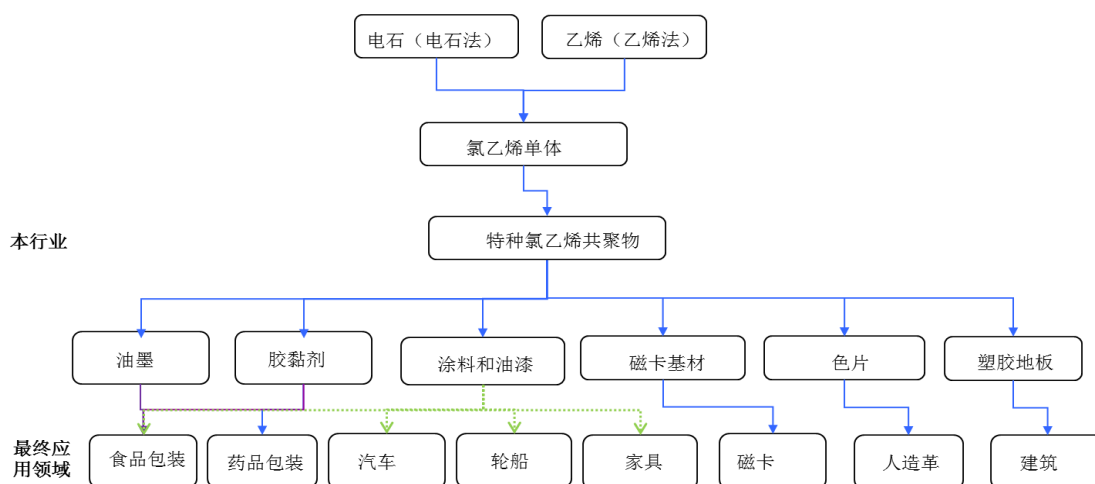 电石（电石法）
乙烯（乙烯法）
氯乙烯单体
本行业
特种氯乙烯共聚物
油墨
胶黏剂
涂料和油漆
磁卡基材
色片
塑胶地板
最终应
用领域
食品包装
药品包装
汽车
轮船
家具
磁卡
人造革
建筑